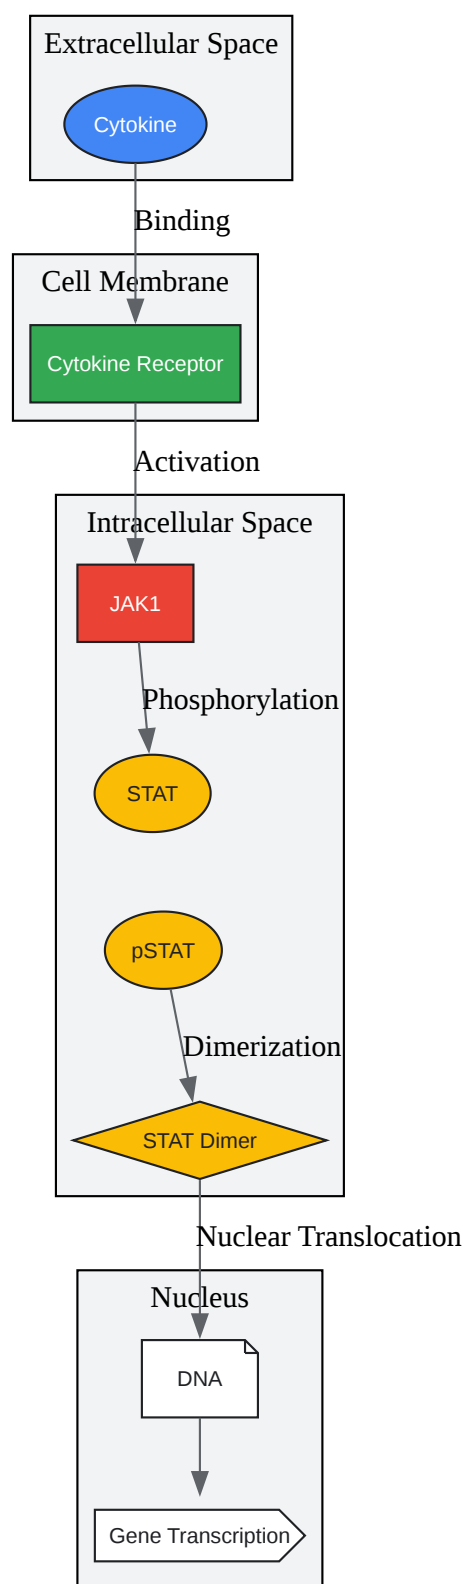 Extracellular Space
Cytokine
Binding
Cell Membrane
Cytokine Receptor
Activation
Intracellular Space
JAK1
Phosphorylation
STAT
pSTAT
Dimerization
STAT Dimer
Nuclear Translocation
Nucleus
DNA
Gene Transcription